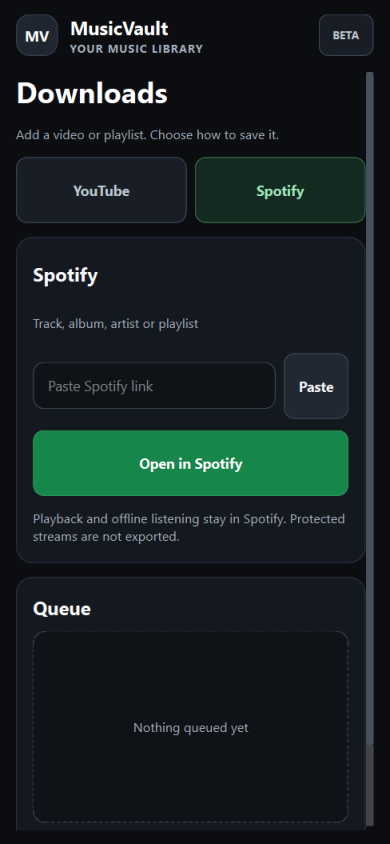 MV
MusicVault
YOUR MUSIC LIBRARY
BETA
Downloads
Add a video or playlist. Choose how to save it.
YouTube
Spotify
Spotify
Track, album, artist or playlist
Paste Spotify link
Paste
Open in Spotify
Playback and offline listening stay in Spotify. Protected
streams are not exported.
Queue
Nothing queued yet